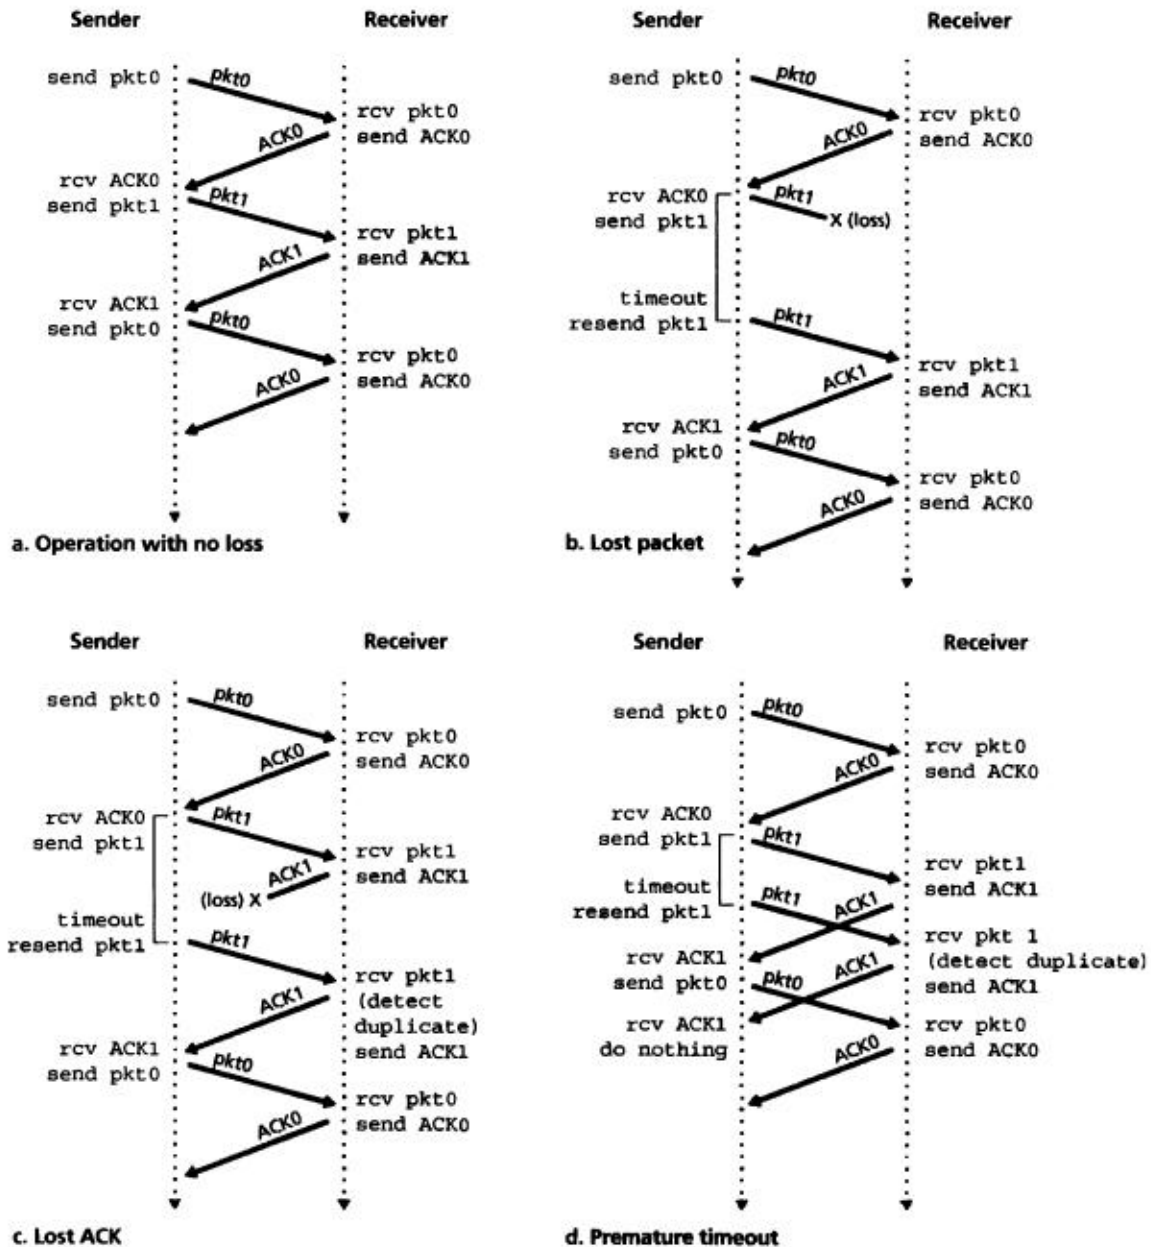 Sender
Receiver
send pkt0
pkt0
rcv pkt0
send ACK0
ACK0
rcv ACK0
send pkt1
pkt1
rcv pkt1
send ACK1
ACK1
rcv ACK1
send pkt0
pkt0
rcv pkt0
send ACK0
ACK0
a. Operation with no loss
Sender
Receiver
send pkt0
pkt0
rcv pkt0
send ACK0
ACK0
rcv ACK0
send pkt1
pkt1
X (loss)
timeout
resend pkt1
pkt1
rcv pkt1
send ACK1
ACK1
rcv ACK1
send pkt0
pkt0
rcv pkt0
send ACK0
ACK0
b. Lost packet
Sender
Receiver
send pkt0
pkt0
rcv pkt0
send ACK0
ACK0
rcv ACK0
send pkt1
pkt1
rcv pkt1
send ACK1
ACK1
(loss) X
timeout
resend pkt1
pkt1
rcv pkt1
(detect
duplicate)
send ACK1
ACK1
rcv ACK1
send pkt0
pkt0
rcv pkt0
send ACK0
ACK0
c. Lost ACK
Sender
Receiver
send pkt0
pkt0
rcv pkt0
send ACK0
ACK0
rcv ACK0
send pkt1
pkt1
rcv pkt1
send ACK1
ACK1
timeout
resend pkt1
pkt1
rcv pkt 1
(detect duplicate)
send ACK1
ACK1
rcv ACK1
send pkt0
pkt0
rcv ACK1
do nothing
rcv pkt0
send ACK0
ACK0
d. Premature timeout